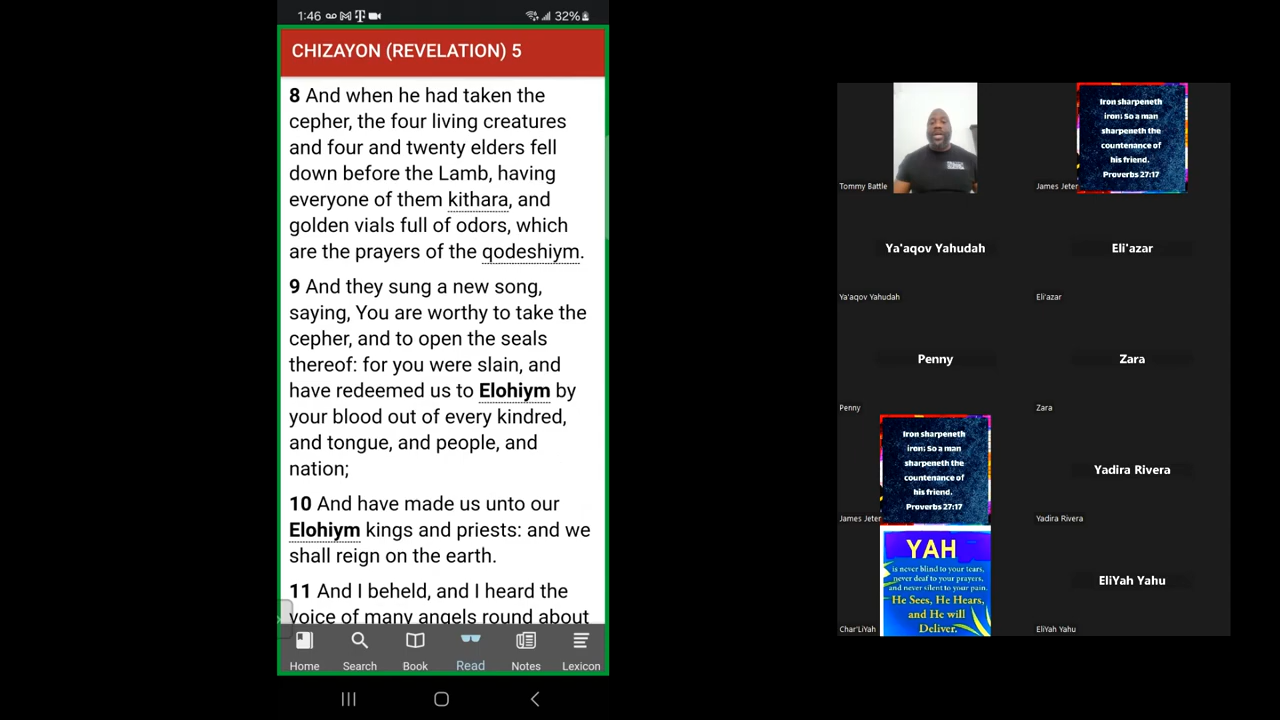 1:46
32%
CHIZAYON (REVELATION) 5
8 And when he had taken the
cepher, the four living creatures
and four and twenty elders fell
down before the Lamb, having
everyone of them kithara, and
golden vials full of odors, which
are the prayers of the qodeshiym.
9 And they sung a new song,
saying, You are worthy to take the
cepher, and to open the seals
thereof: for you were slain, and
have redeemed us to Elohiym by
your blood out of every kindred,
and tongue, and people, and
nation;
10 And have made us unto our
Elohiym kings and priests: and we
shall reign on the earth.
11 And I beheld, and I heard the
voice of many angels round about
Home
Search
Book
Read
Notes
Lexicon
Tommy Battle
Iron sharpeneth
iron; So a man
sharpeneth the
countenance of
his friend.
Proverbs 27:17
James Jeter
Ya'aqov Yahudah
Ya'aqov Yahudah
Eli'azar
Eli'azar
Penny
Penny
Zara
Zara
Iron sharpeneth
iron; So a man
sharpeneth the
countenance of
his friend.
Proverbs 27:17
James Jeter
Yadira Rivera
Yadira Rivera
YAH
is never blind to your tears,
never deaf to your prayers,
and never silent to your pain.
He Sees, He Hears,
and He will
Deliver.
Char'LiYah
EliYah Yahu
EliYah Yahu